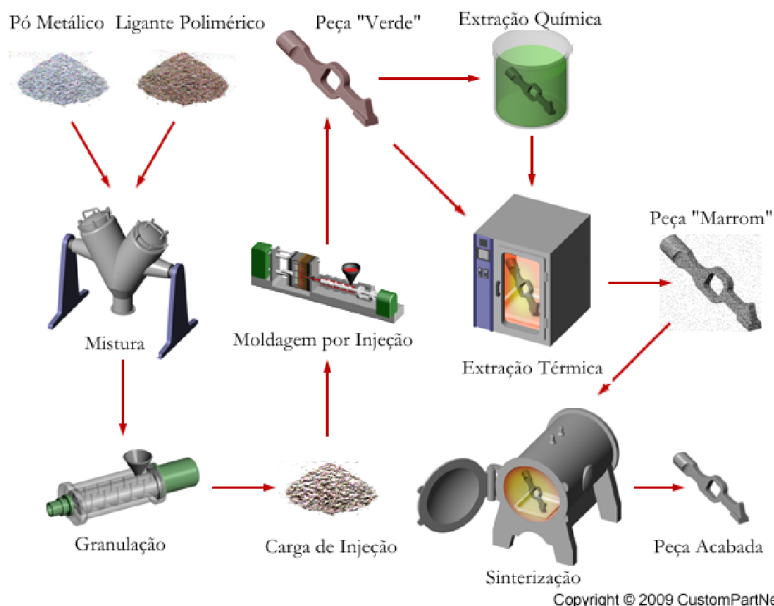 Pó Metálico
Ligante Polimérico
Peça "Verde"
Extração Química
Mistura
Moldagem por Injeção
Extração Térmica
Peça "Marrom"
Granulação
Carga de Injeção
Sinterização
Peça Acabada
Copyright © 2009 CustomPartNe